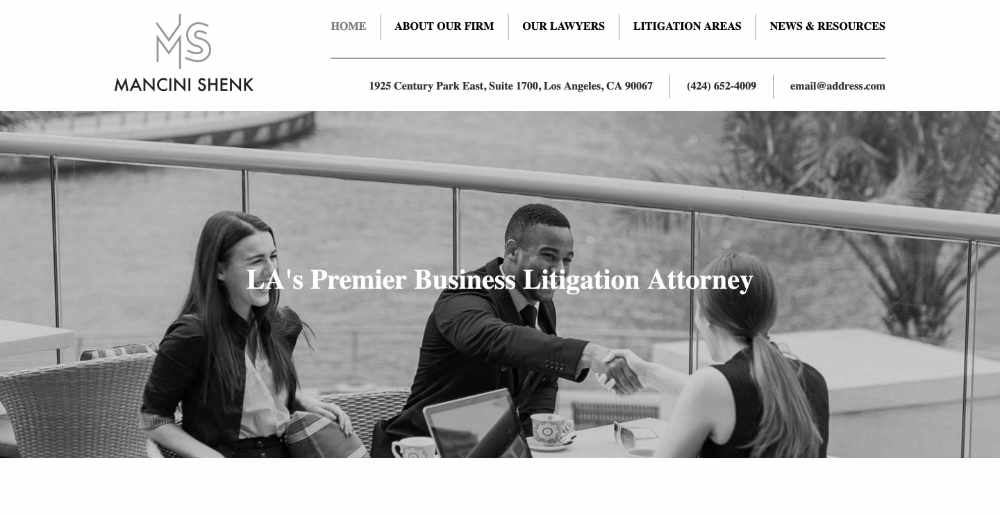 MS
MANCINI SHENK
HOME
ABOUT OUR FIRM
OUR LAWYERS
LITIGATION AREAS
NEWS & RESOURCES
1925 Century Park East, Suite 1700, Los Angeles, CA 90067
(424) 652-4009
email@address.com
LA's Premier Business Litigation Attorney